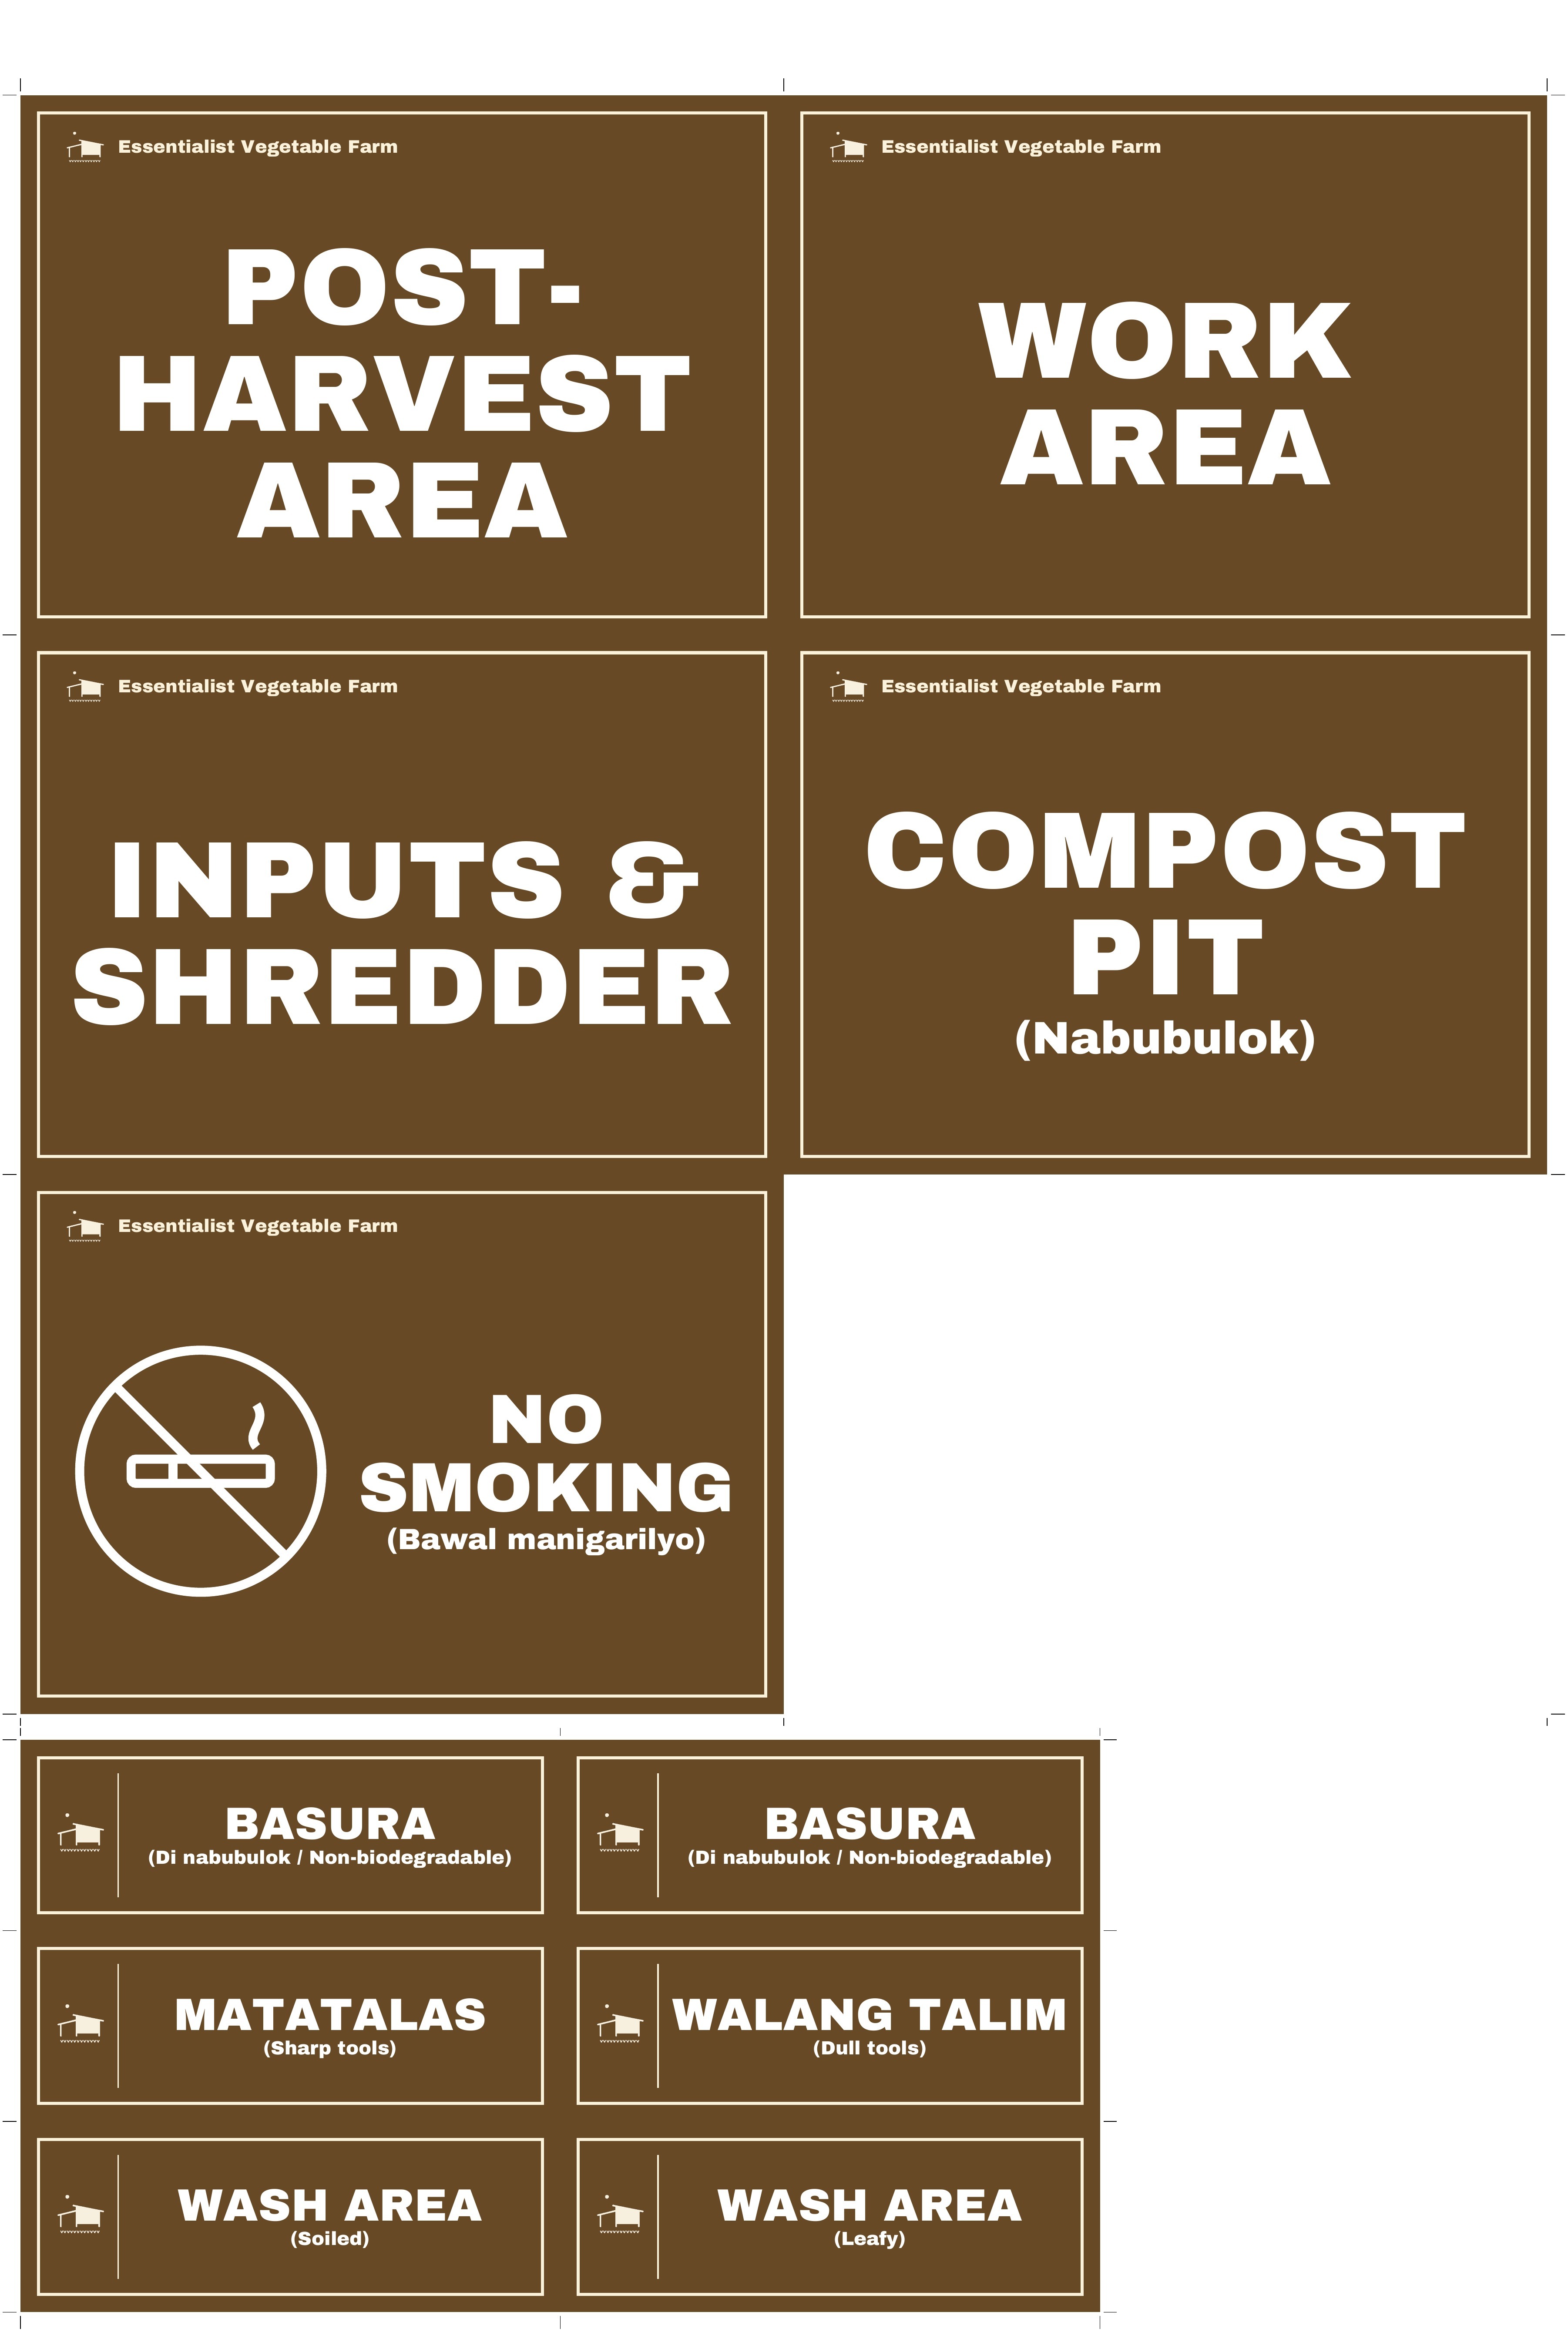 Essentialist Vegetable Farm
POST-
HARVEST
AREA
Essentialist Vegetable Farm
WORK
AREA
Essentialist Vegetable Farm
INPUTS &
SHREDDER
Essentialist Vegetable Farm
COMPOST
PIT
(Nabubulok)
Essentialist Vegetable Farm
NO
SMOKING
(Bawal manigarilyo)
BASURA
(Di nabubulok / Non-biodegradable)
BASURA
(Di nabubulok / Non-biodegradable)
MATATALAS
(Sharp tools)
WALANG TALIM
(Dull tools)
WASH AREA
(Soiled)
WASH AREA
(Leafy)